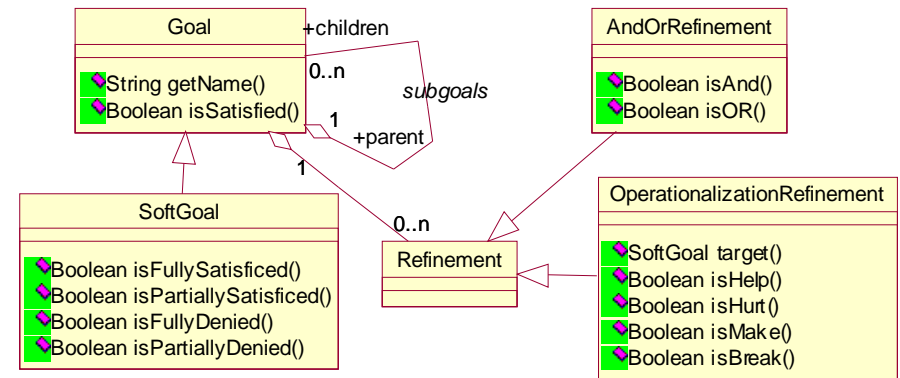 Goal
String getName()
Boolean isSatisfied()
+children
0..n
subgoals
1
+parent
1
0..n
AndOrRefinement
Boolean isAnd()
Boolean isOR()
SoftGoal
Boolean isFullySatisficed()
Boolean isPartiallySatisficed()
Boolean isFullyDenied()
Boolean isPartiallyDenied()
Refinement
OperationalizationRefinement
SoftGoal target()
Boolean isHelp()
Boolean isHurt()
Boolean isMake()
Boolean isBreak()